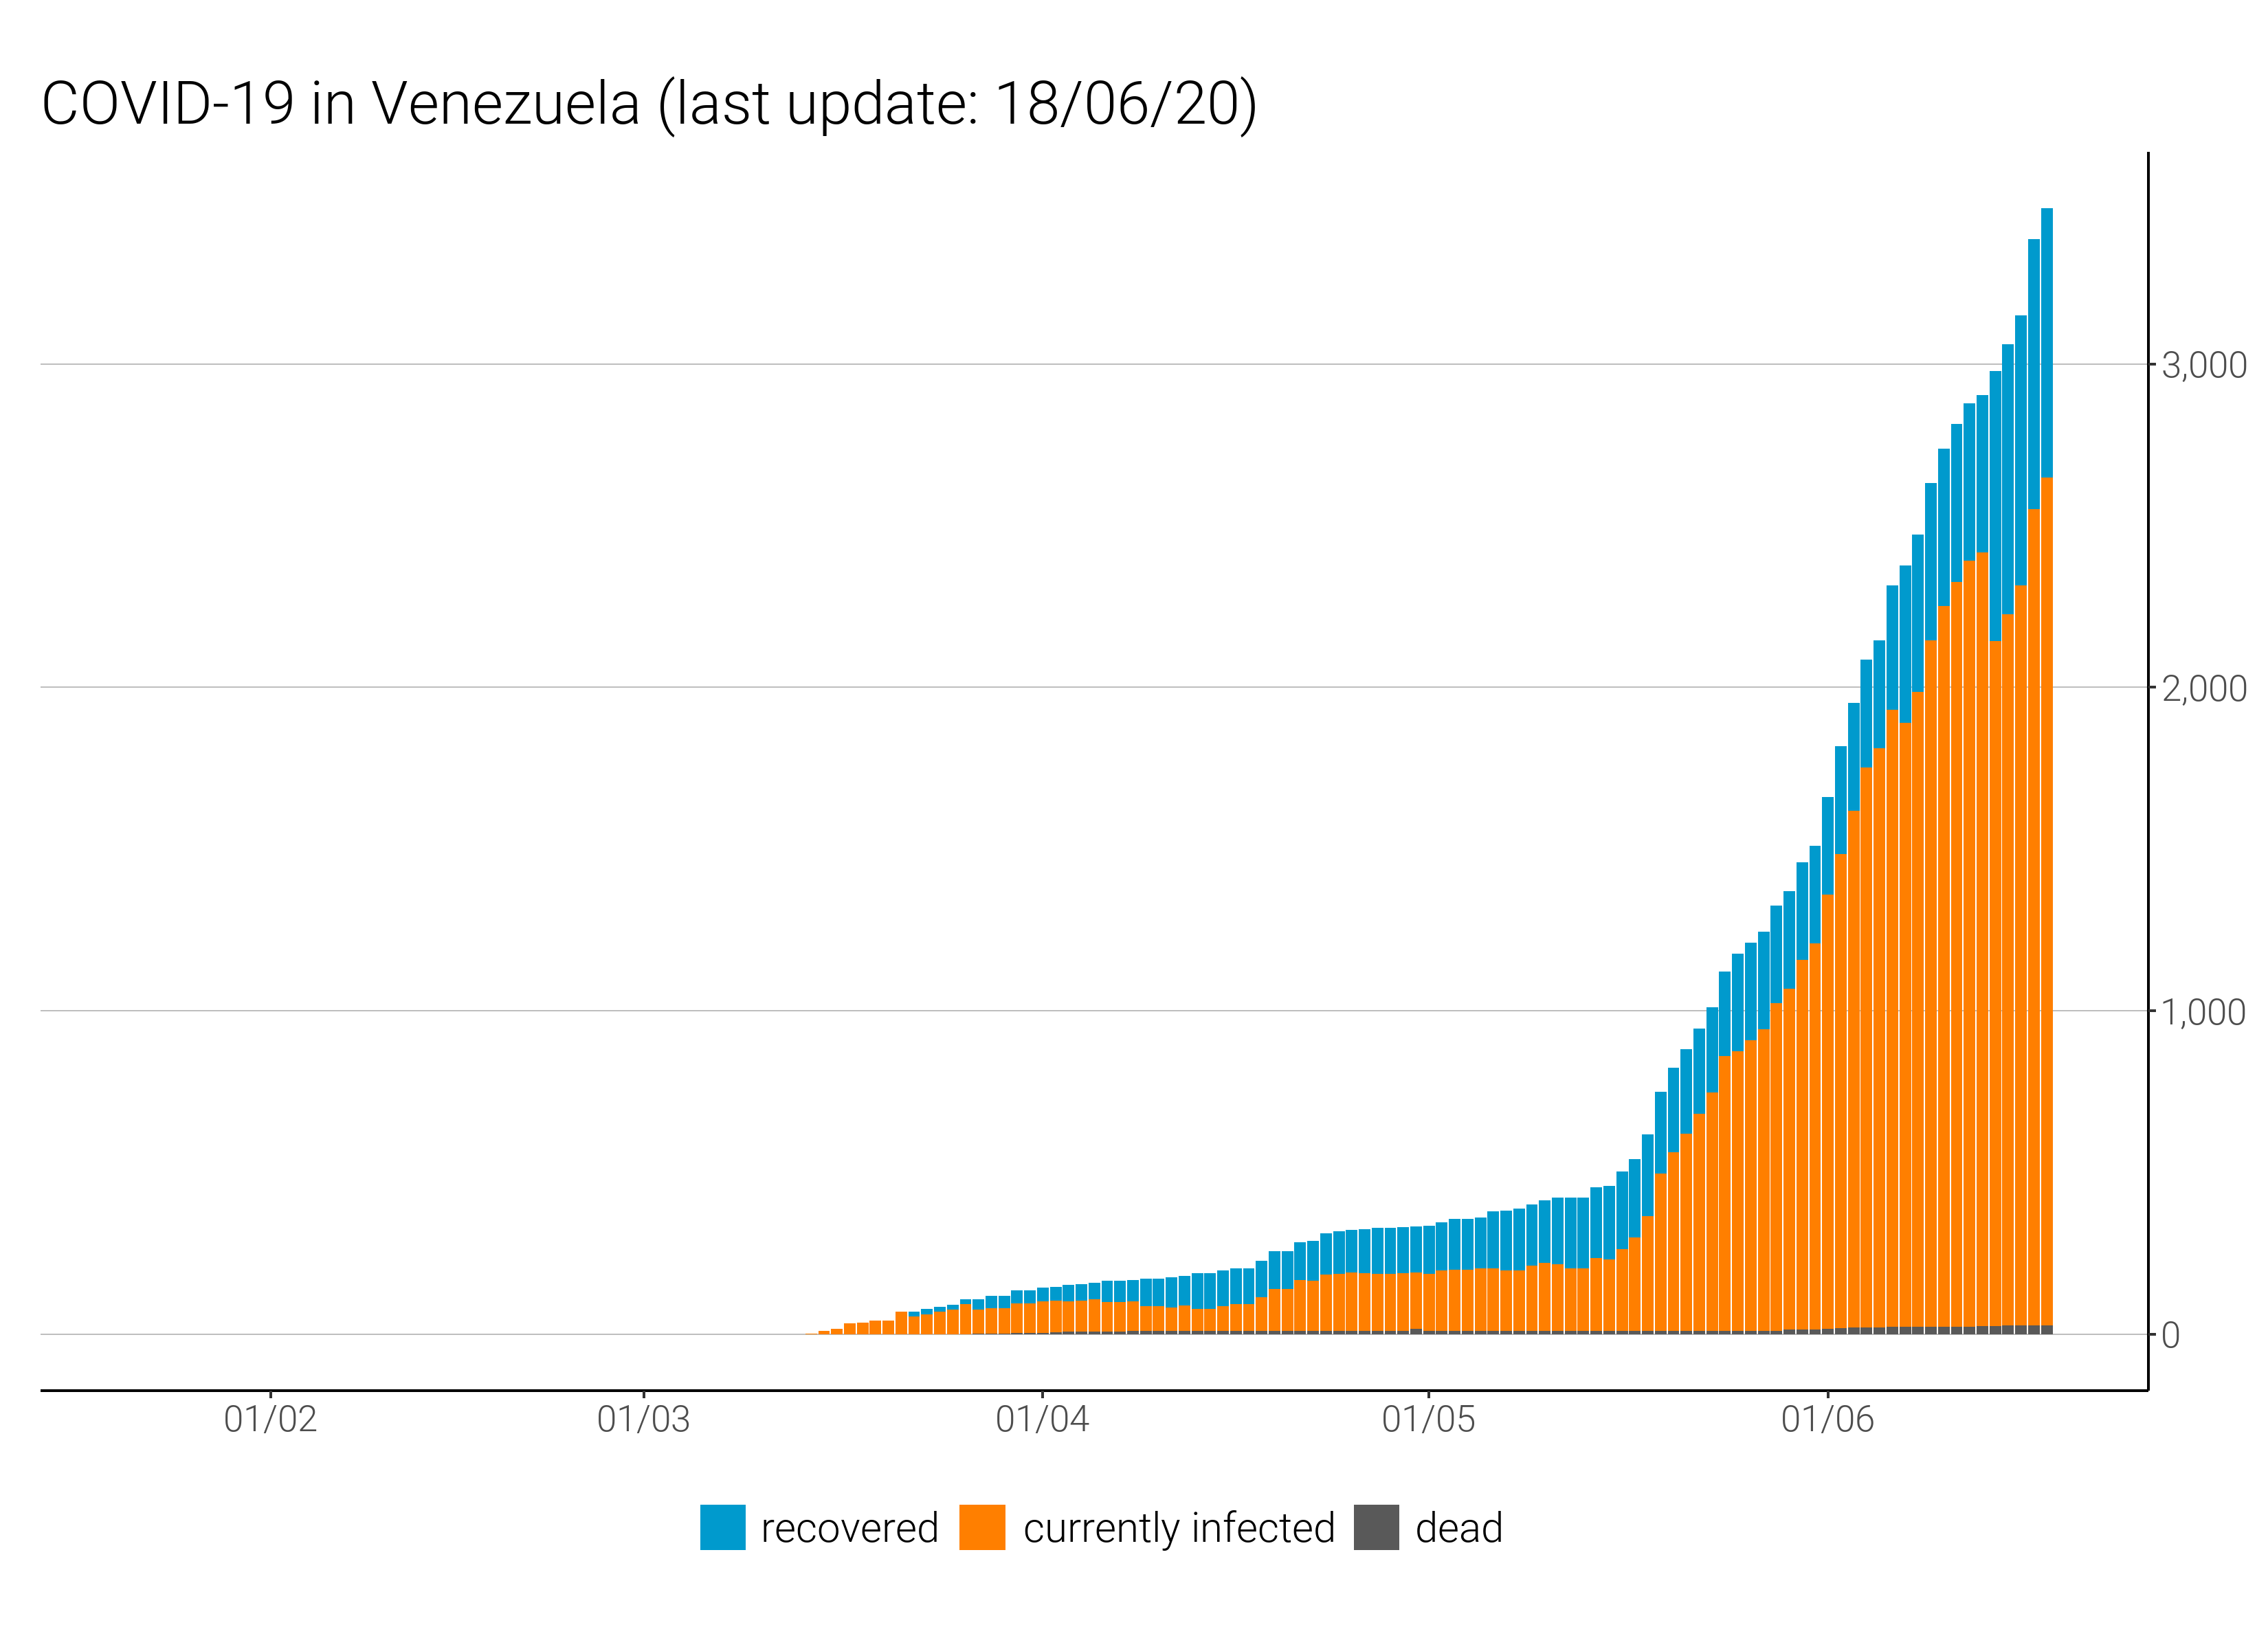 COVID-19 in Venezuela (last update: 18/06/20)
3,000
2,000
1,000
0
01/02 01/03 01/04 01/05 01/06
recovered currently infected dead